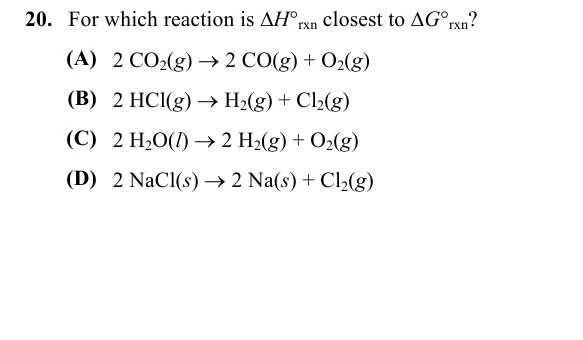 20. For which reaction is ΔH°rxn closest to ΔG°rxn?
(A) 2 CO₂(g) → 2 CO(g) + O₂(g)
(B) 2 HCl(g) → H₂(g) + Cl₂(g)
(C) 2 H₂O(l) → 2 H₂(g) + O₂(g)
(D) 2 NaCl(s) → 2 Na(s) + Cl₂(g)